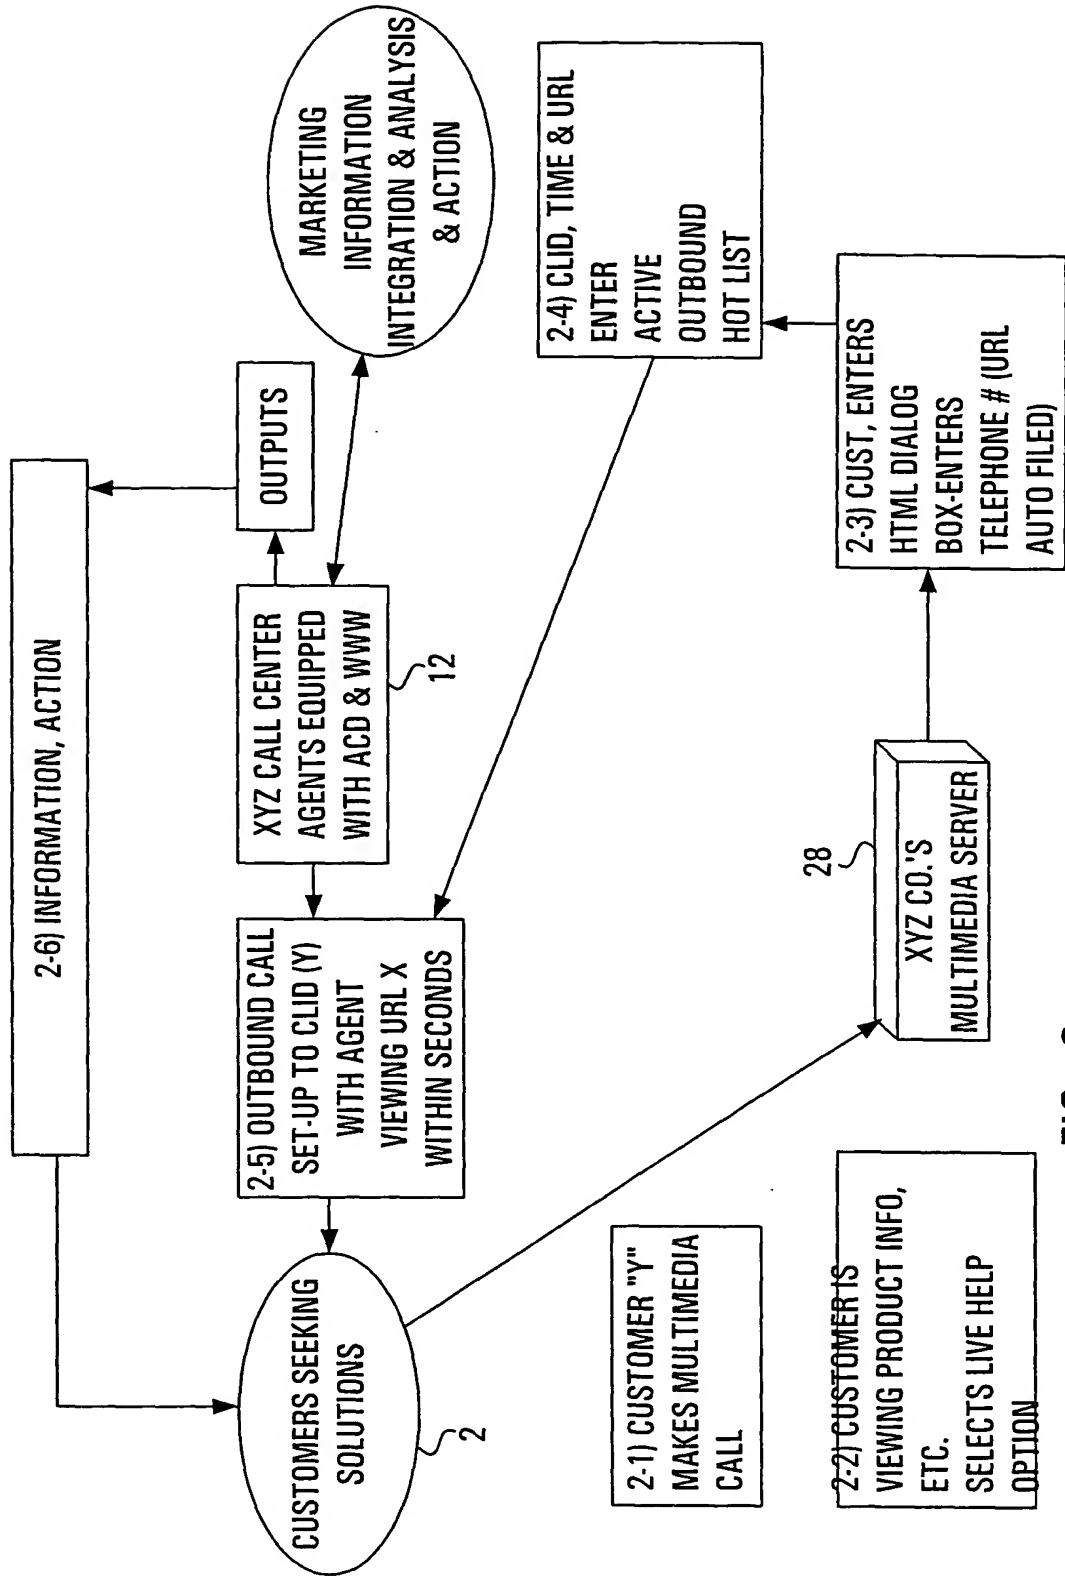 2-6) INFORMATION, ACTION
CUSTOMERS SEEKING
SOLUTIONS
2
2-5) OUTBOUND CALL
SET-UP TO CLID (Y)
WITH AGENT
VIEWING URL X
WITHIN SECONDS
XYZ CALL CENTER
AGENTS EQUIPPED
WITH ACD & WWW
12
OUTPUTS
MARKETING
INFORMATION
INTEGRATION & ANALYSIS
& ACTION
2-1) CUSTOMER "Y"
MAKES MULTIMEDIA
CALL
2-4) CLID, TIME & URL
ENTER
ACTIVE
OUTBOUND
HOT LIST
2-2) CUSTOMER IS
VIEWING PRODUCT INFO,
ETC.
SELECTS LIVE HELP
OPTION
28
XYZ CO.'S
MULTIMEDIA SERVER
2-3) CUST, ENTERS
HTML DIALOG
BOX-ENTERS
TELEPHONE # (URL
AUTO FILED)